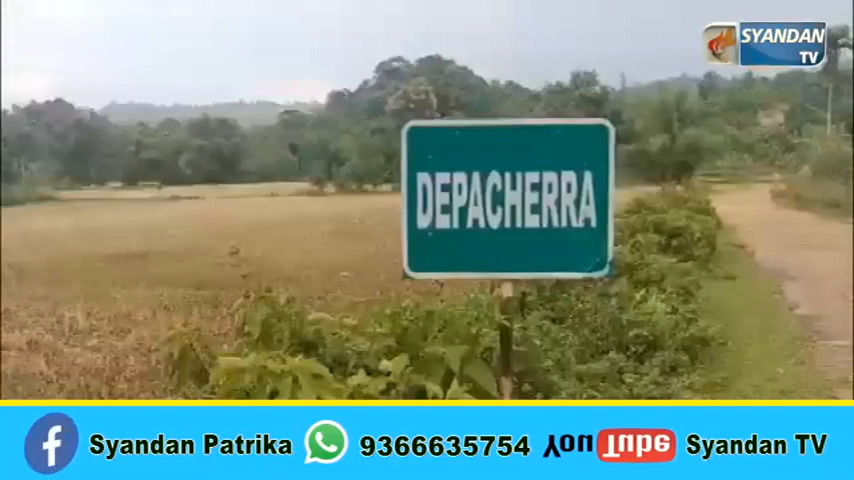 SYANDAN
TV
DEPACHERRA
Syandan Patrika 9366635754 You Tube Syandan TV